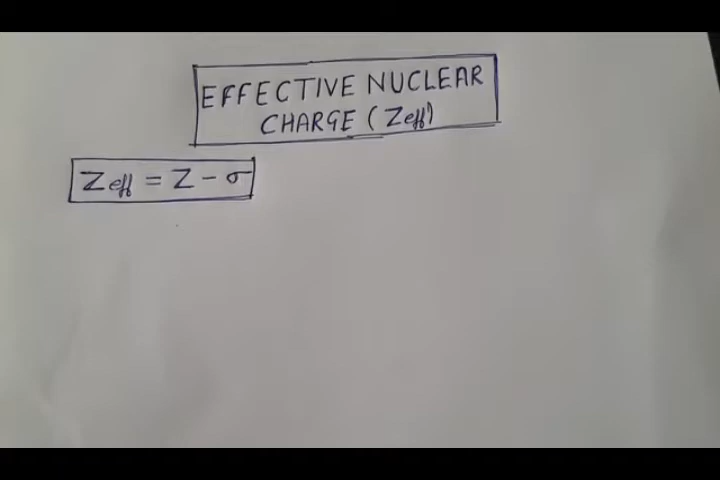 EFFECTIVE NUCLEAR
CHARGE (Zeff)
Zeff = Z - σ